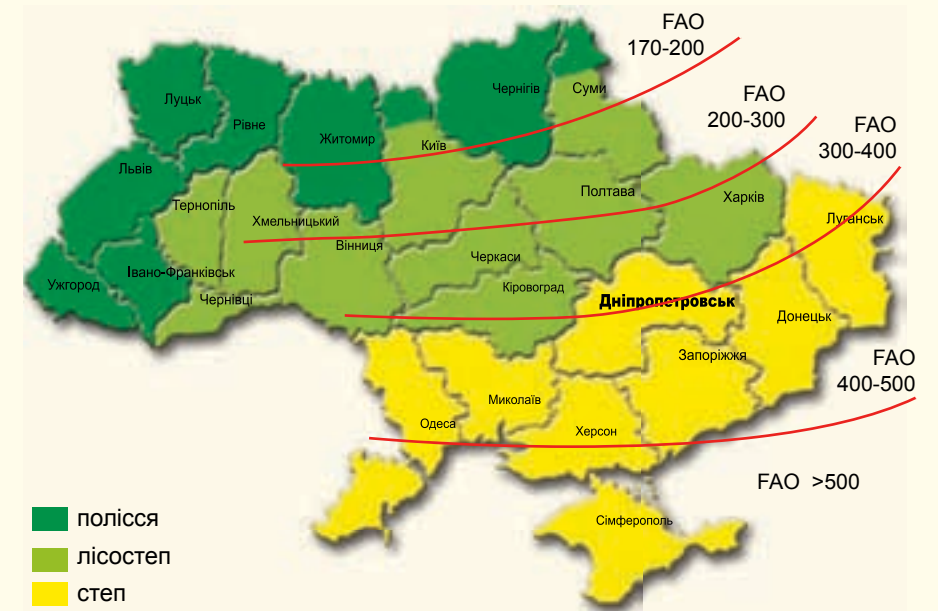 FAO
170-200
FAO
200-300
FAO
300-400
Чернігів
Суми
Луцьк
Рівне
Житомир
Київ
Львів
Полтава
Харків
Тернопіль
Хмельницький
Луганськ
Вінниця
Черкаси
Івано-Франківськ
Ужгород
Чернівці
Кіровоград
Дніпропетровськ
Донецьк
Запоріжжя
FAO
400-500
Миколаїв
Одеса
Херсон
FAO >500
Сімферополь
полісся
лісостеп
степ